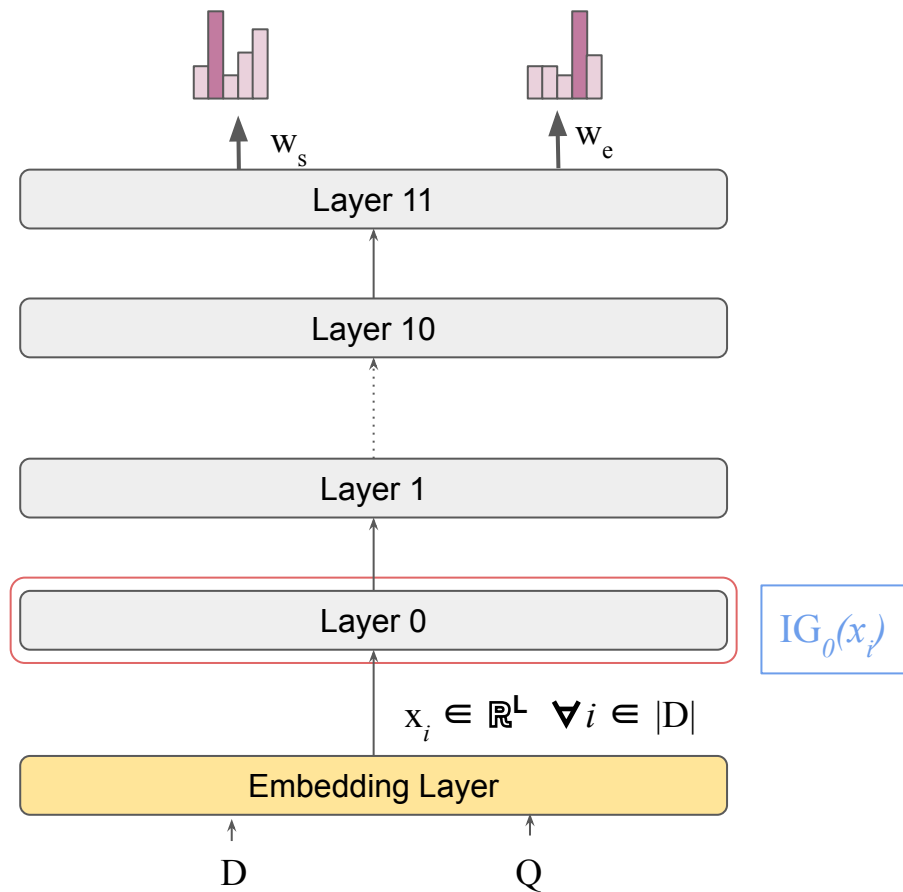 w_s w_e
Layer 11
Layer 10
Layer 1
Layer 0
IG_0(x_i)
x_i ∈ ℝ^L ∀ i ∈ |D|
Embedding Layer
D Q